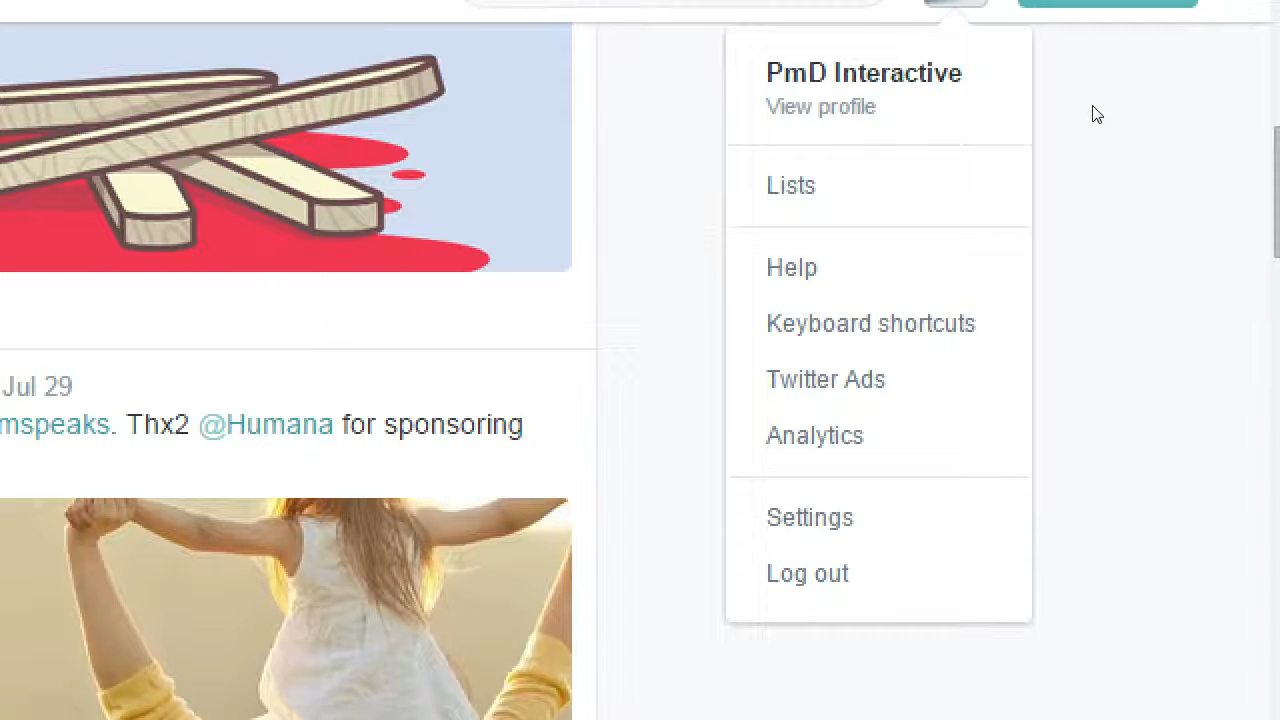 PmD Interactive
View profile
Lists
Help
Keyboard shortcuts
Twitter Ads
Analytics
Settings
Log out
Jul 29
mspeaks. Thx2 @Humana for sponsoring